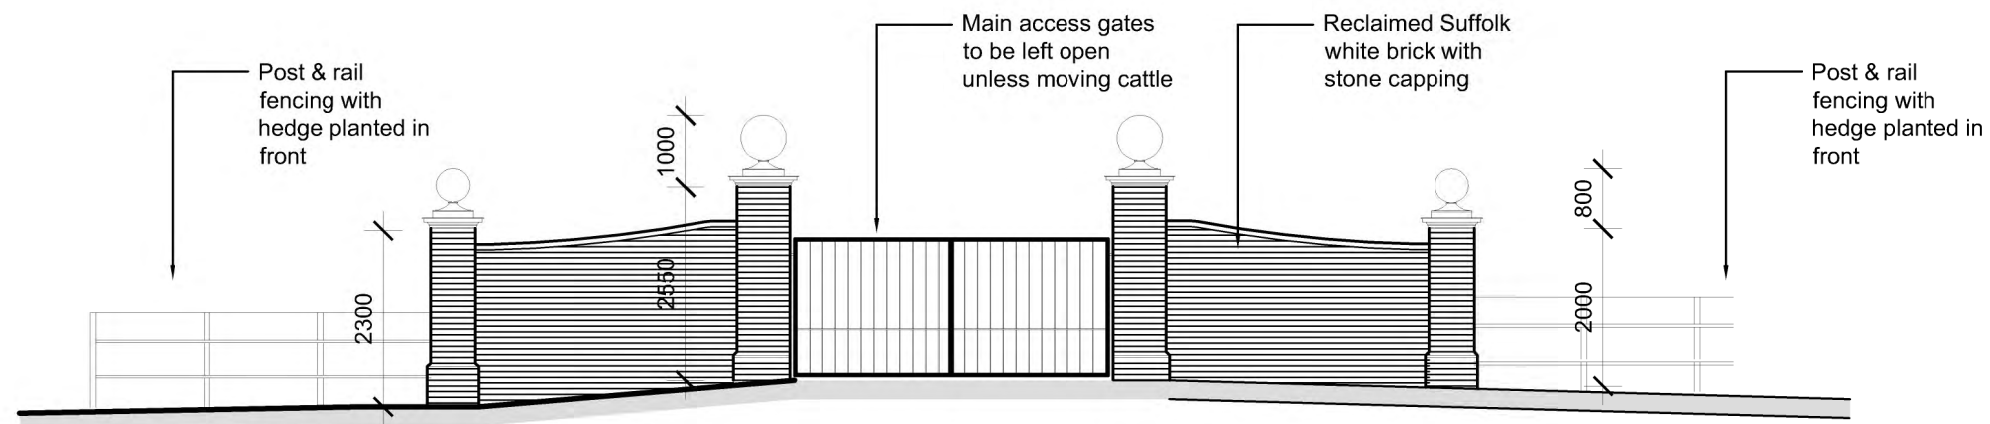 Post & rail
fencing with
hedge planted in
front
Main access gates
to be left open
unless moving cattle
Reclaimed Suffolk
white brick with
stone capping
Post & rail
fencing with
hedge planted in
front
2300
1000
2550
800
2000